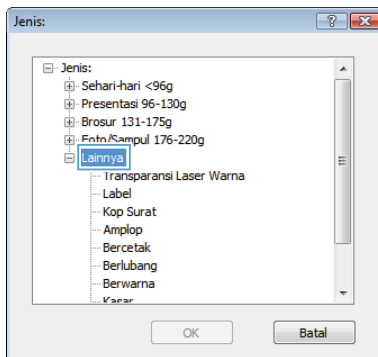 Jenis:
Jenis:
Sehari-hari <96g
Presentasi 96-130g
Brosur 131-175g
Foto/Sampul 176-220g
Lainnya
Transparansi Laser Warna
Label
Kop Surat
Amplop
Bercetak
Berlubang
Berwarna
Kasar
OK
Batal